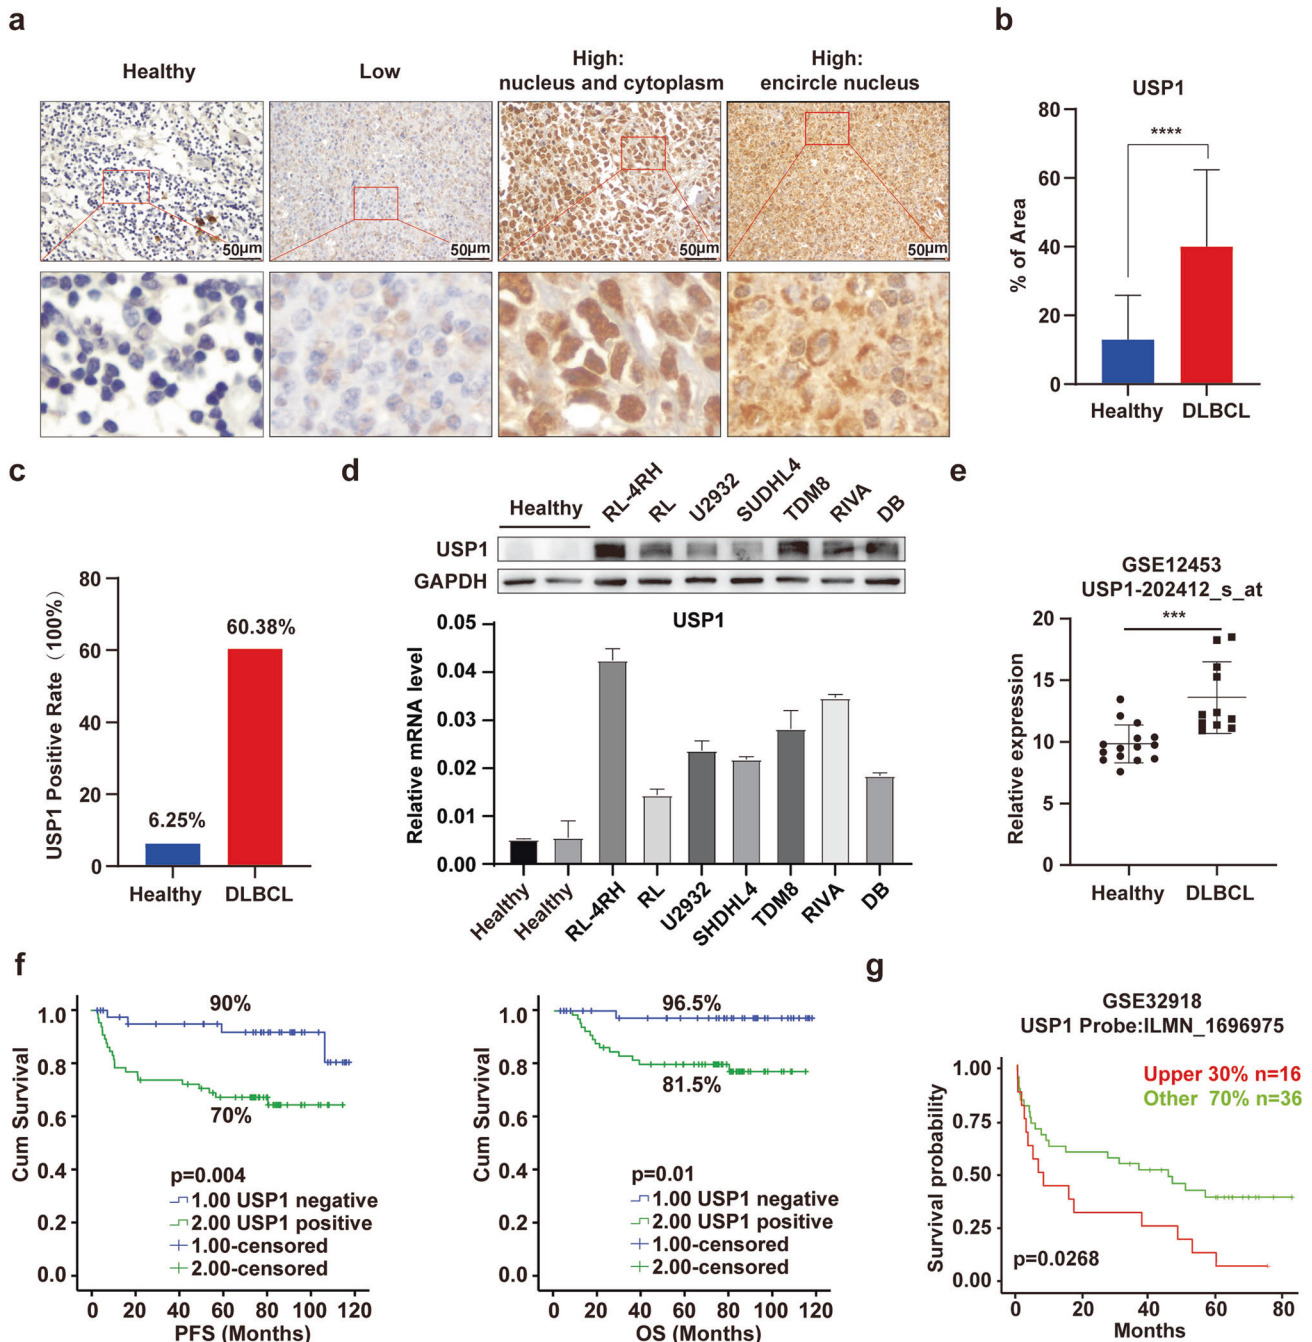 a
Healthy
Low
High:
nucleus and cytoplasm
High:
encircle nucleus
50μm
50μm
50μm
50μm
b
USP1
% of Area
80
60
40
20
0
****
Healthy
DLBCL
c
USP1 Positive Rate (100%)
80
60
40
20
0
6.25%
60.38%
Healthy
DLBCL
d
Healthy
RL-4RH
RL
U2932
SUDHL4
TDM8
RIVA
DB
USP1
GAPDH
USP1
Relative mRNA level
0.05
0.04
0.03
0.02
0.01
0.00
Healthy
Healthy
RL-4RH
RL
U2932
SHDHL4
TDM8
RIVA
DB
e
GSE12453
USP1-202412_s_at
***
Relative expression
20
15
10
5
0
Healthy
DLBCL
f
Cum Survival
1.0
0.8
0.6
0.4
0.2
0.0
90%
70%
p=0.004
1.00 USP1 negative
2.00 USP1 positive
1.00-censored
2.00-censored
0 20 40 60 80 100 120
PFS (Months)
Cum Survival
1.0
0.8
0.6
0.4
0.2
0.0
96.5%
81.5%
p=0.01
1.00 USP1 negative
2.00 USP1 positive
1.00-censored
2.00-censored
0 20 40 60 80 100 120
OS (Months)
g
GSE32918
USP1 Probe:ILMN_1696975
Upper 30% n=16
Other 70% n=36
Survival probability
1.00
0.75
0.50
0.25
0.00
p=0.0268
0 20 40 60 80
Months